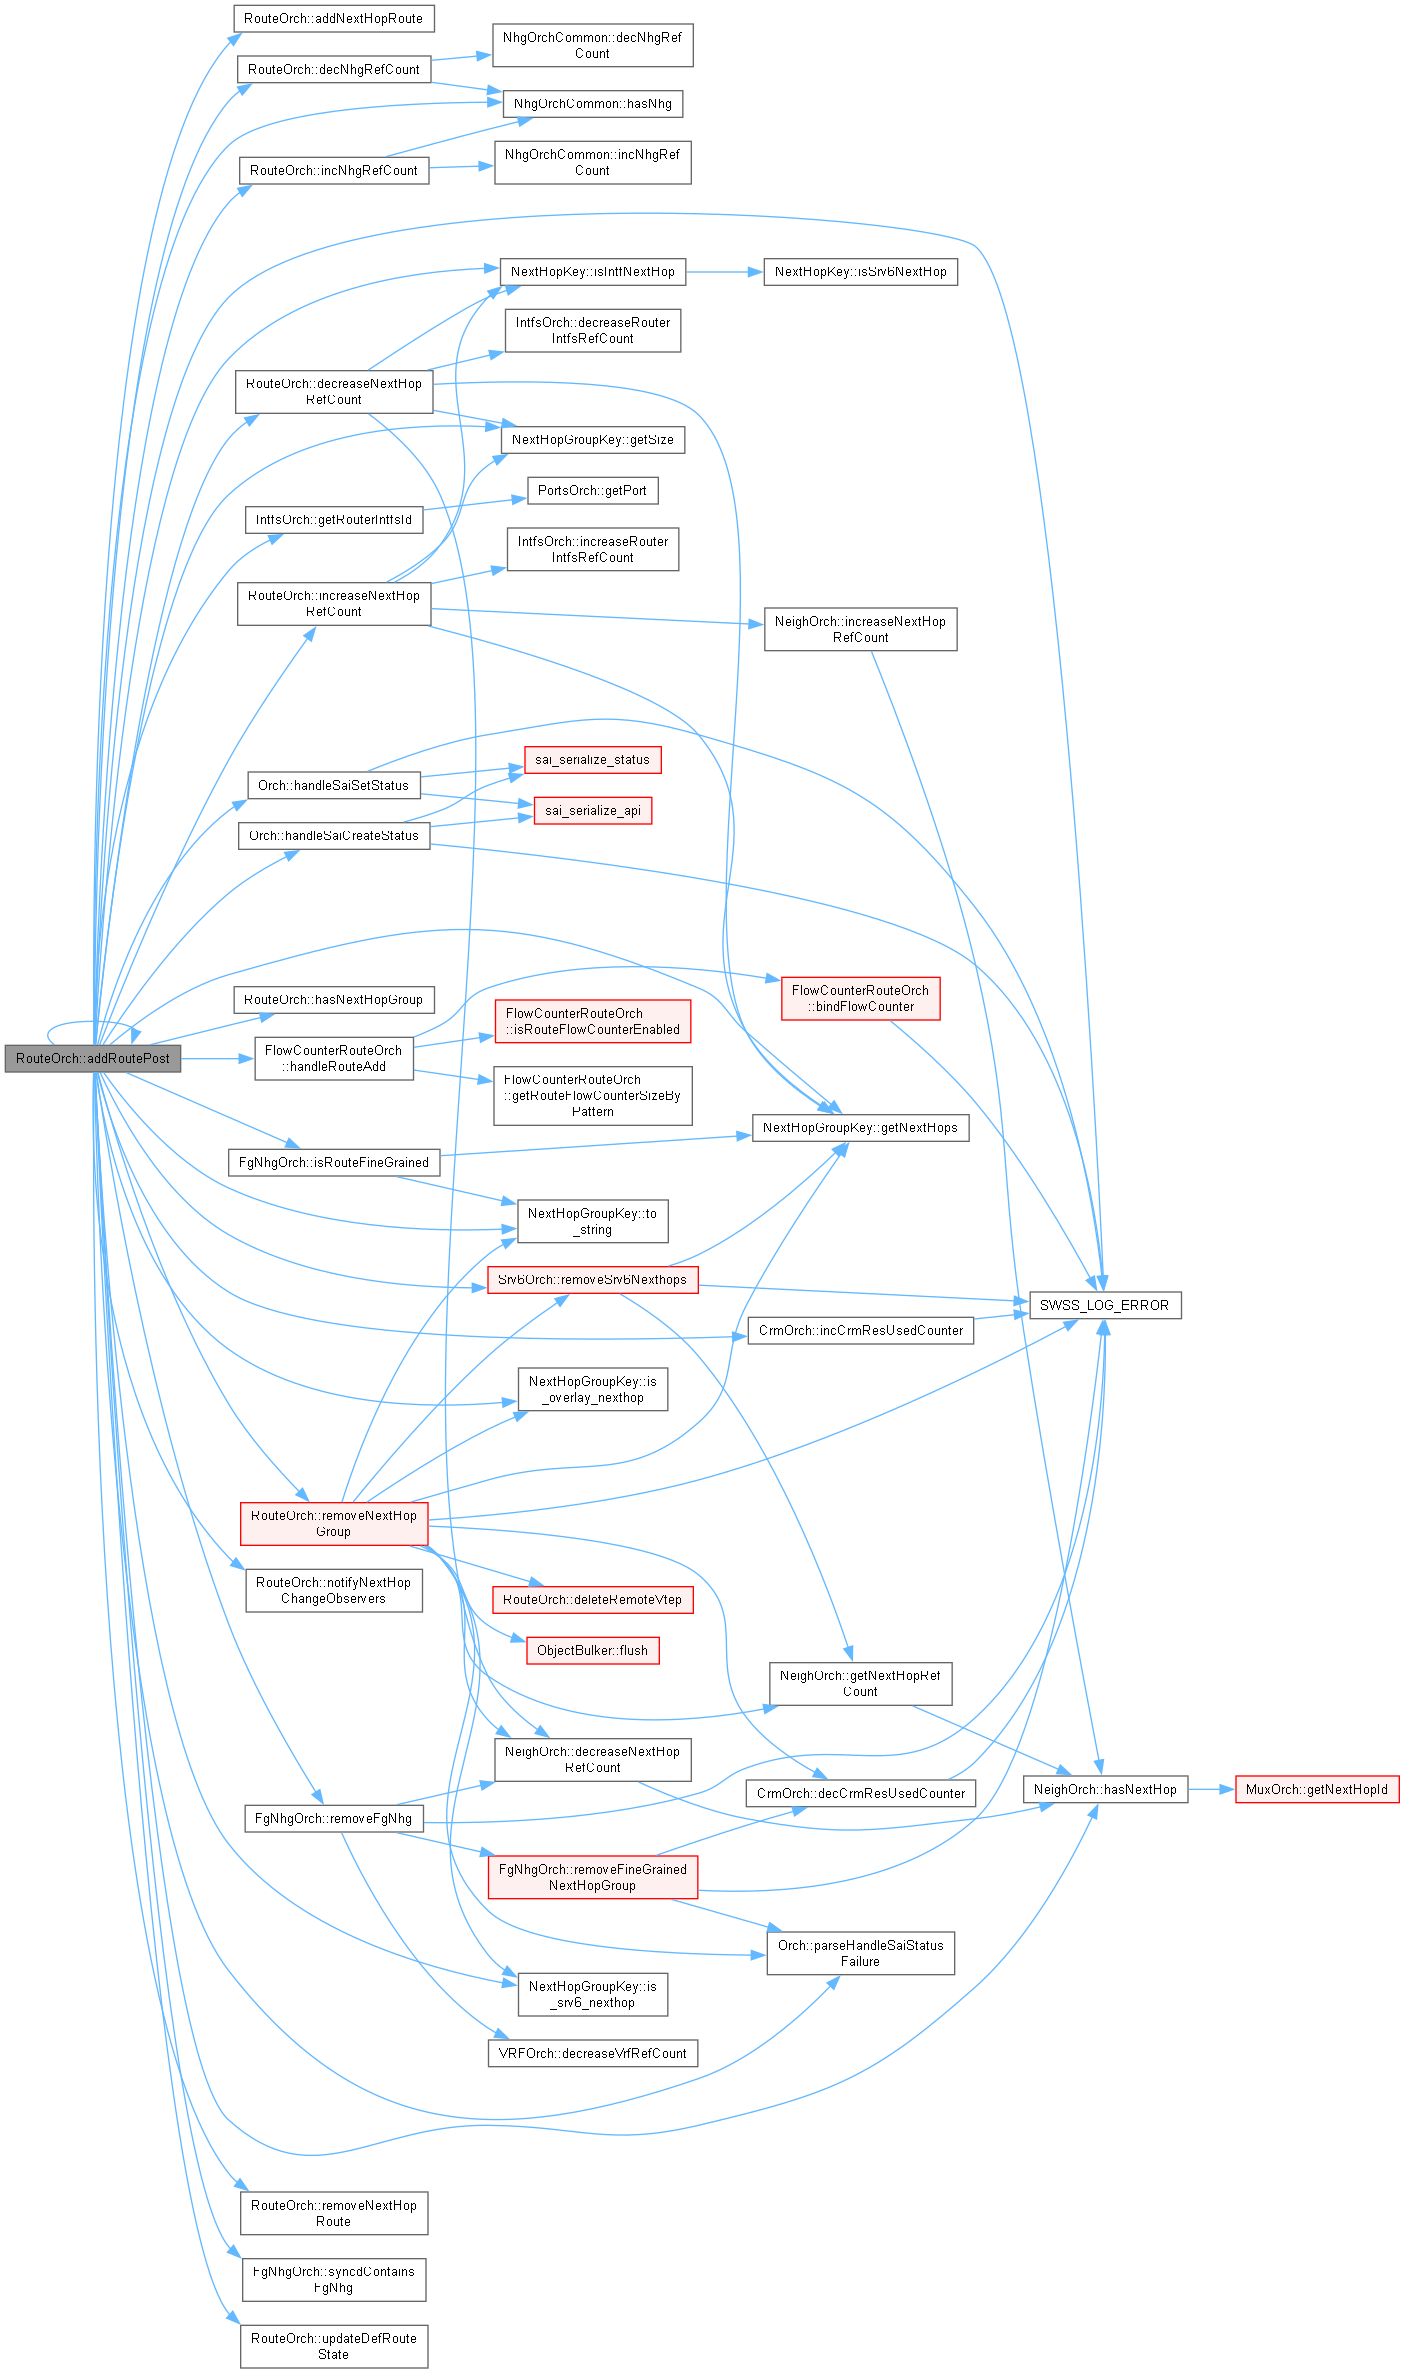 RouteOrch::addNextHopRoute
NhgOrchCommon::decNhgRef
Count
RouteOrch::decNhgRefCount
NhgOrchCommon::hasNhg
NhgOrchCommon::incNhgRef
Count
RouteOrch::incNhgRefCount
NextHopKey::isIntfNextHop
NextHopKey::isSrv6NextHop
IntfsOrch::decreaseRouter
IntfsRefCount
RouteOrch::decreaseNextHop
RefCount
NextHopGroupKey::getSize
PortsOrch::getPort
IntfsOrch::getRouterIntfsId
IntfsOrch::increaseRouter
IntfsRefCount
RouteOrch::increaseNextHop
RefCount
NeighOrch::increaseNextHop
RefCount
sai_serialize_status
Orch::handleSaiSetStatus
sai_serialize_api
Orch::handleSaiCreateStatus
FlowCounterRouteOrch
::bindFlowCounter
RouteOrch::hasNextHopGroup
FlowCounterRouteOrch
::isRouteFlowCounterEnabled
RouteOrch::addRoutePost
FlowCounterRouteOrch
::handleRouteAdd
FlowCounterRouteOrch
::getRouteFlowCounterSizeBy
Pattern
NextHopGroupKey::getNextHops
FgNhgOrch::isRouteFineGrained
NextHopGroupKey::to
_string
Srv6Orch::removeSrv6Nexthops
SWSS_LOG_ERROR
CrmOrch::incCrmResUsedCounter
NextHopGroupKey::is
_overlay_nexthop
RouteOrch::removeNextHop
Group
RouteOrch::notifyNextHop
ChangeObservers
RouteOrch::deleteRemoteVtep
ObjectBulker::flush
NeighOrch::getNextHopRef
Count
NeighOrch::decreaseNextHop
RefCount
CrmOrch::decCrmResUsedCounter
NeighOrch::hasNextHop
MuxOrch::getNextHopId
FgNhgOrch::removeFgNhg
FgNhgOrch::removeFineGrained
NextHopGroup
Orch::parseHandleSaiStatus
Failure
NextHopGroupKey::is
_srv6_nexthop
VRFOrch::decreaseVrfRefCount
RouteOrch::removeNextHop
Route
FgNhgOrch::syncdContains
FgNhg
RouteOrch::updateDefRoute
State